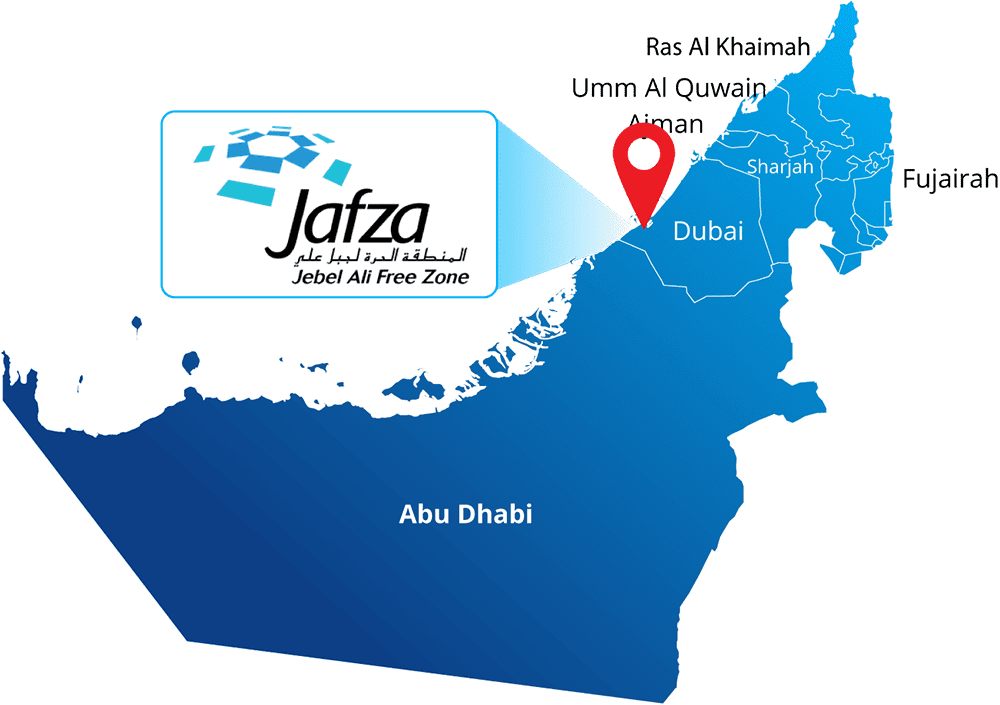 Ras Al Khaimah
Umm Al Quwain
Ajman
Sharjah
Fujairah
Dubai
Jafza
المنطقة الحرة لجبل علي
Jebel Ali Free Zone
Abu Dhabi